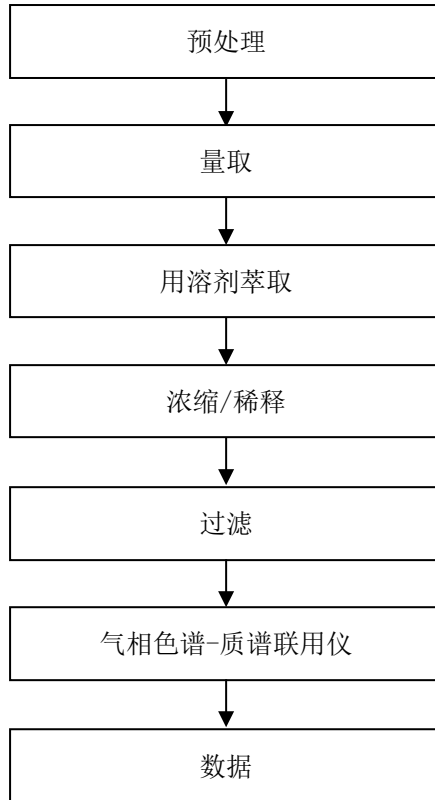 预处理
量取
用溶剂萃取
浓缩/稀释
过滤
气相色谱-质谱联用仪
数据